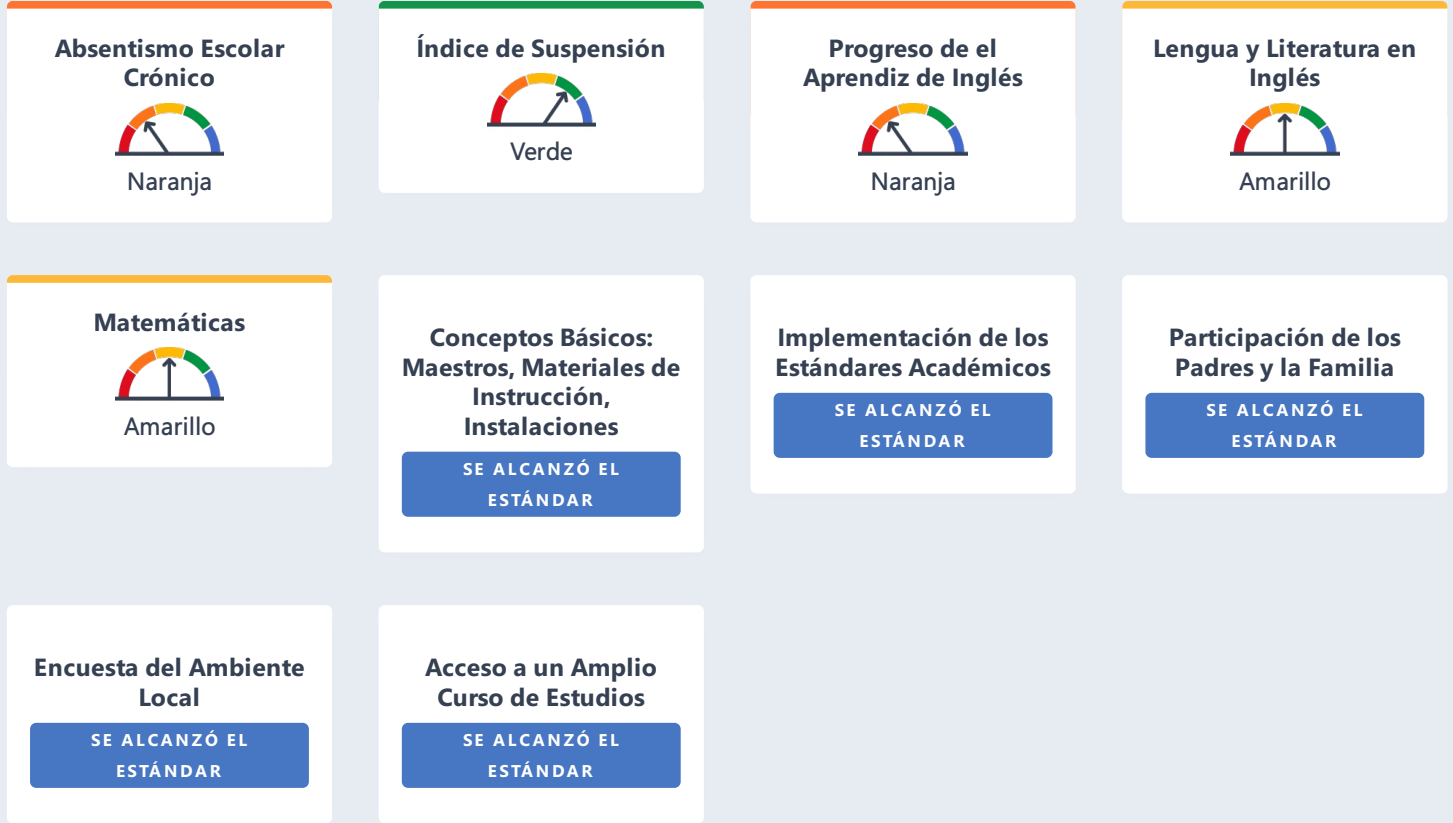 Absentismo Escolar
Crónico
Naranja
Índice de Suspensión
Verde
Progreso de el
Aprendiz de Inglés
Naranja
Lengua y Literatura en
Inglés
Amarillo
Matemáticas
Amarillo
Conceptos Básicos:
Maestros, Materiales de
Instrucción,
Instalaciones
SE ALCANZÓ EL
ESTÁNDAR
Implementación de los
Estándares Académicos
SE ALCANZÓ EL
ESTÁNDAR
Participación de los
Padres y la Familia
SE ALCANZÓ EL
ESTÁNDAR
Encuesta del Ambiente
Local
SE ALCANZÓ EL
ESTÁNDAR
Acceso a un Amplio
Curso de Estudios
SE ALCANZÓ EL
ESTÁNDAR